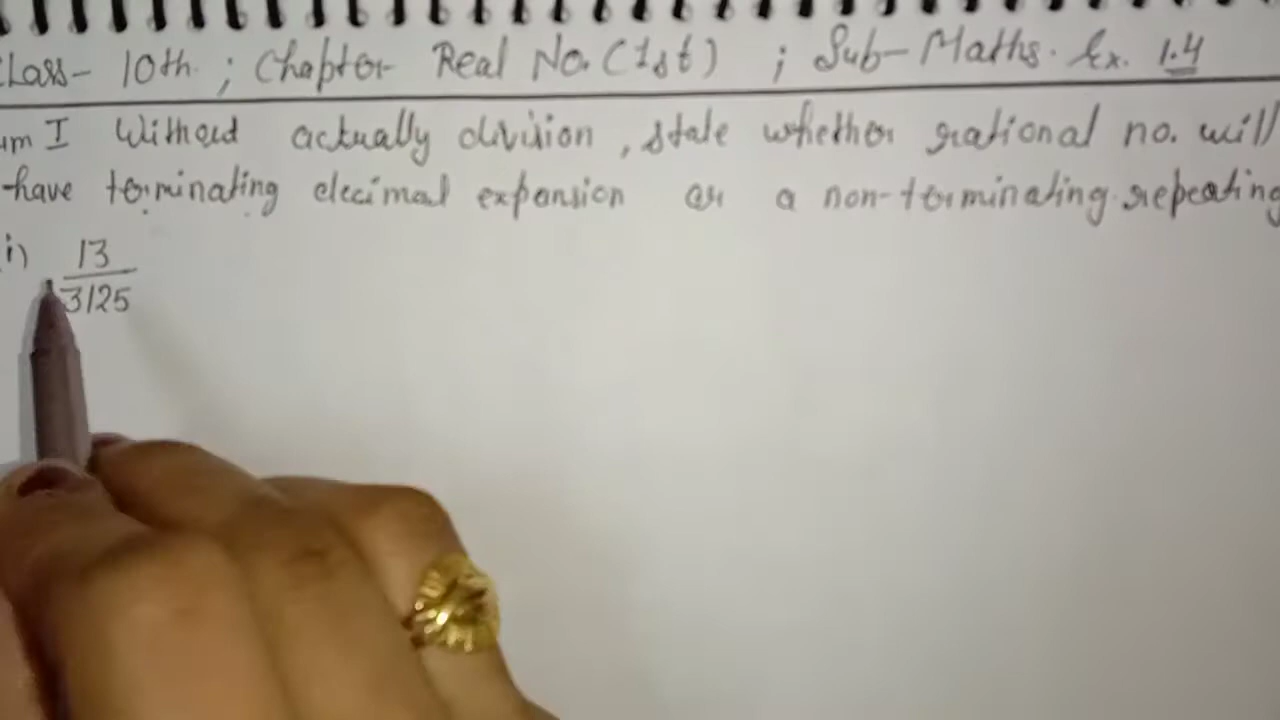 Class- 10th ; Chapter Real No. (1st) ; Sub- Maths. Ex. 1.4
I Without actually division, state whether rational no. will
have terminating decimal expansion or a non-terminating repeating
i) 13
3125